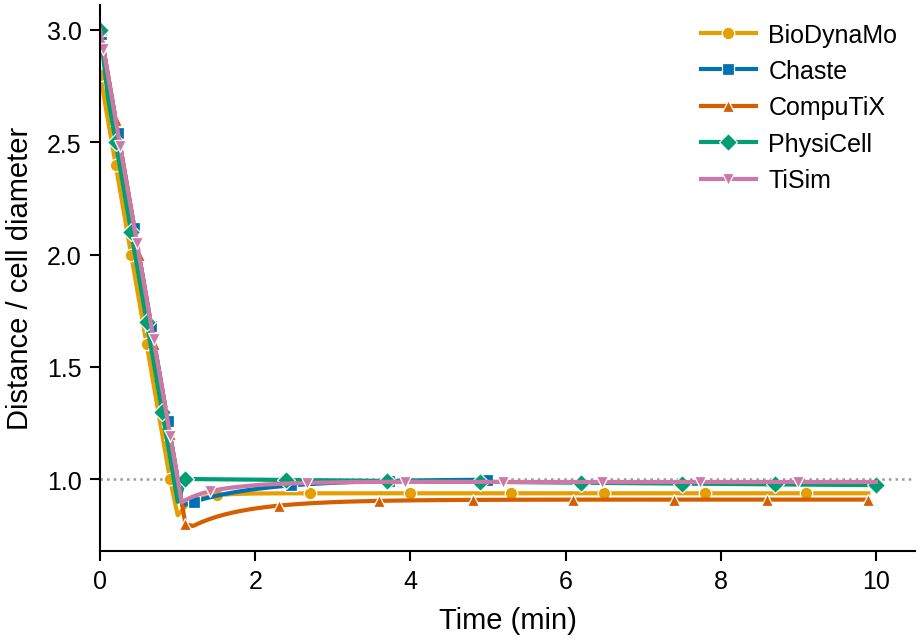 Distance / cell diameter
3.0
2.5
2.0
1.5
1.0
0
2
4
6
8
10
Time (min)
BioDynaMo
Chaste
CompuTiX
PhysiCell
TiSim